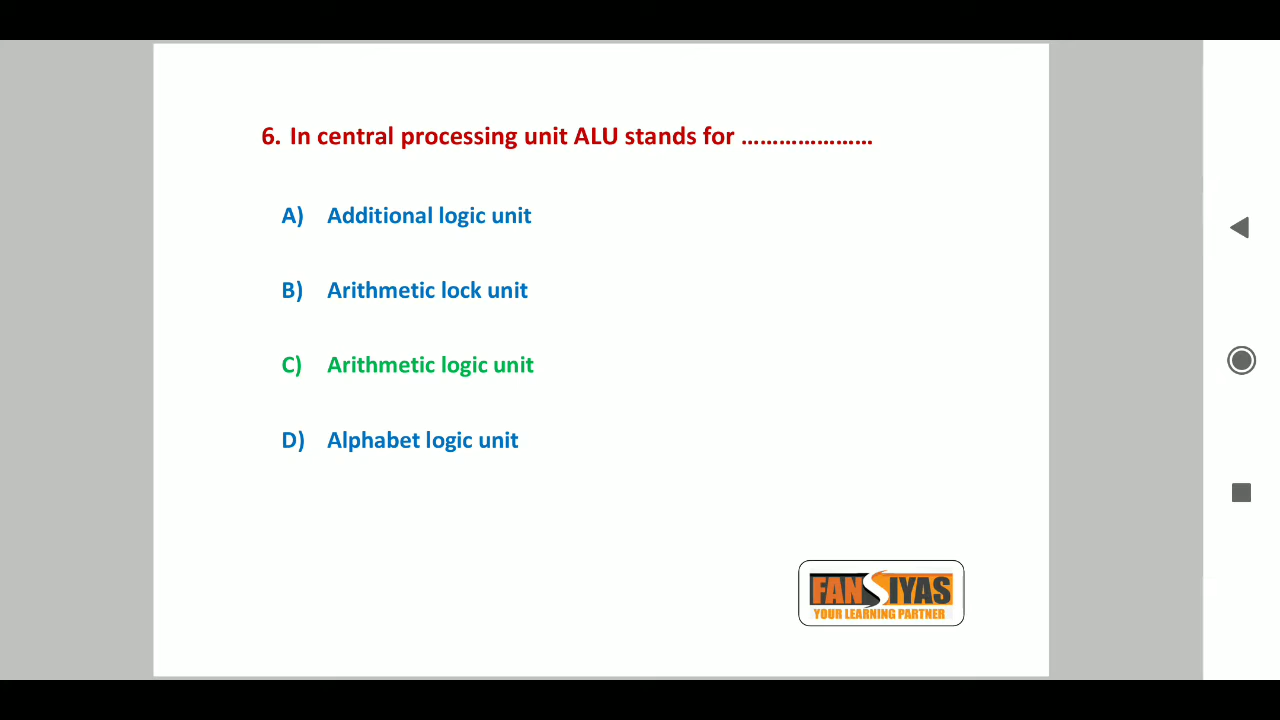 6. In central processing unit ALU stands for .....................
A) Additional logic unit
B) Arithmetic lock unit
C) Arithmetic logic unit
D) Alphabet logic unit
FANSIYAS
YOUR LEARNING PARTNER